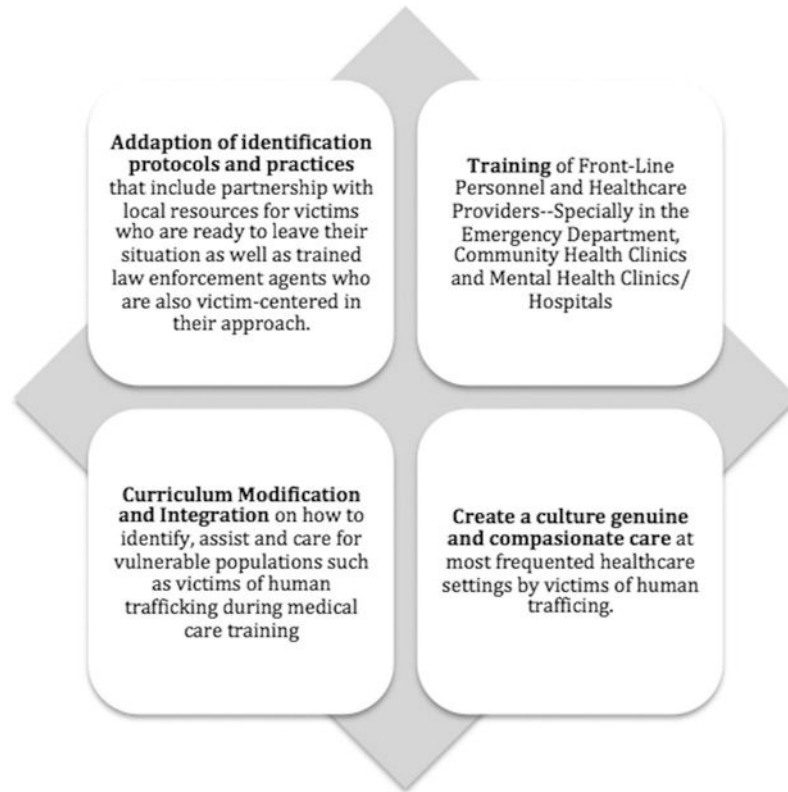 Addaption of identification
protocols and practices
that include partnership with
local resources for victims
who are ready to leave their
situation as well as trained
law enforcement agents who
are also victim-centered in
their approach.
Training of Front-Line
Personnel and Healthcare
Providers--Specially in the
Emergency Department,
Community Health Clinics
and Mental Health Clinics/
Hospitals
Curriculum Modification
and Integration on how to
identify, assist and care for
vulnerable populations such
as victims of human
trafficking during medical
care training
Create a culture genuine
and compasionate care at
most frequented healthcare
settings by victims of human
trafficing.